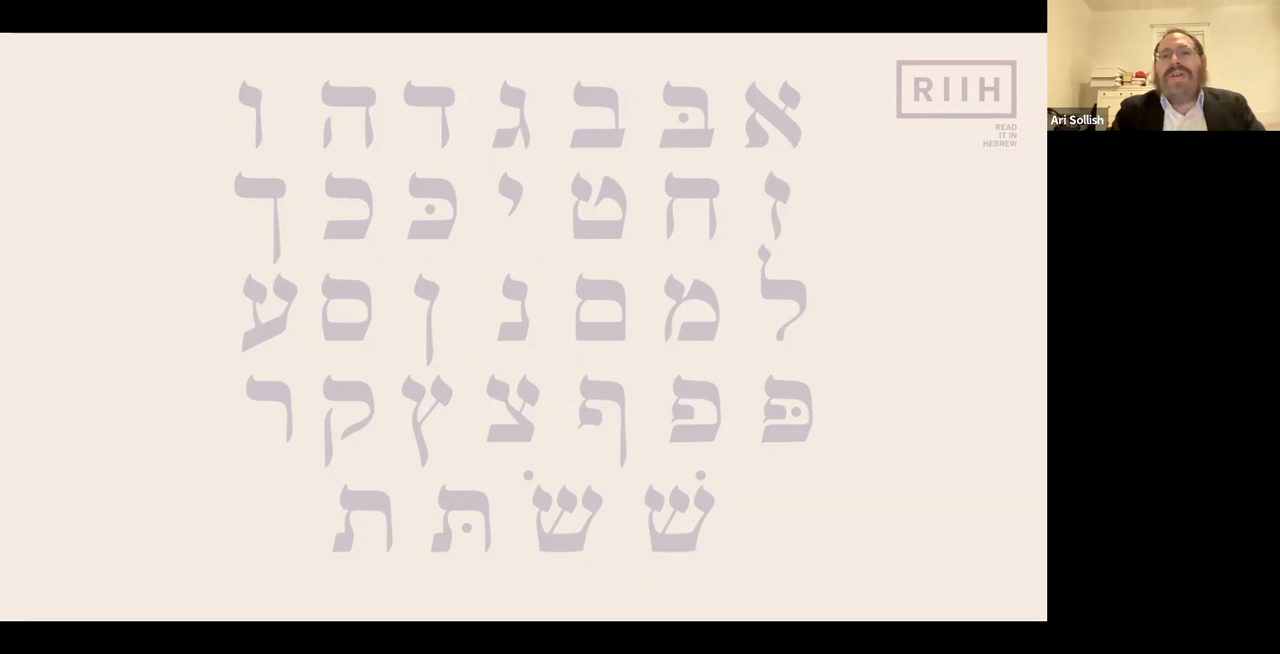 א בּ ב ג ד ה ו
ז ח ט י כּ כ ך
ל מ ם נ ן ס ע
פּ פ ף צ ץ ק ר
שׁ שׂ תּ ת
RIIH
READ
IT IN
HEBREW
Ari Sollish